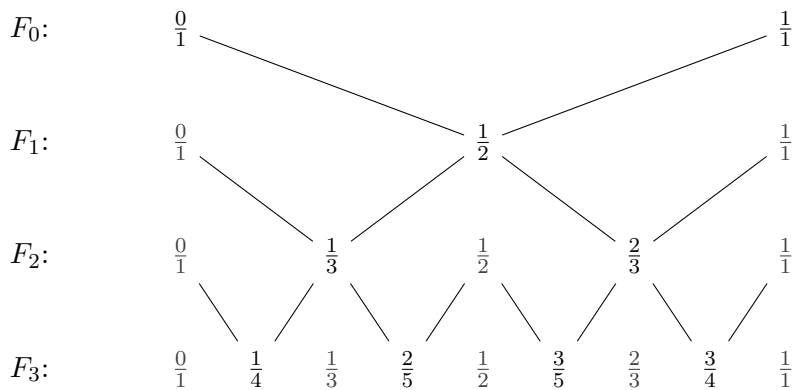 F₀: 0/1 1/1
F₁: 0/1 1/2 1/1
F₂: 0/1 1/3 1/2 2/3 1/1
F₃: 0/1 1/4 1/3 2/5 1/2 3/5 2/3 3/4 1/1